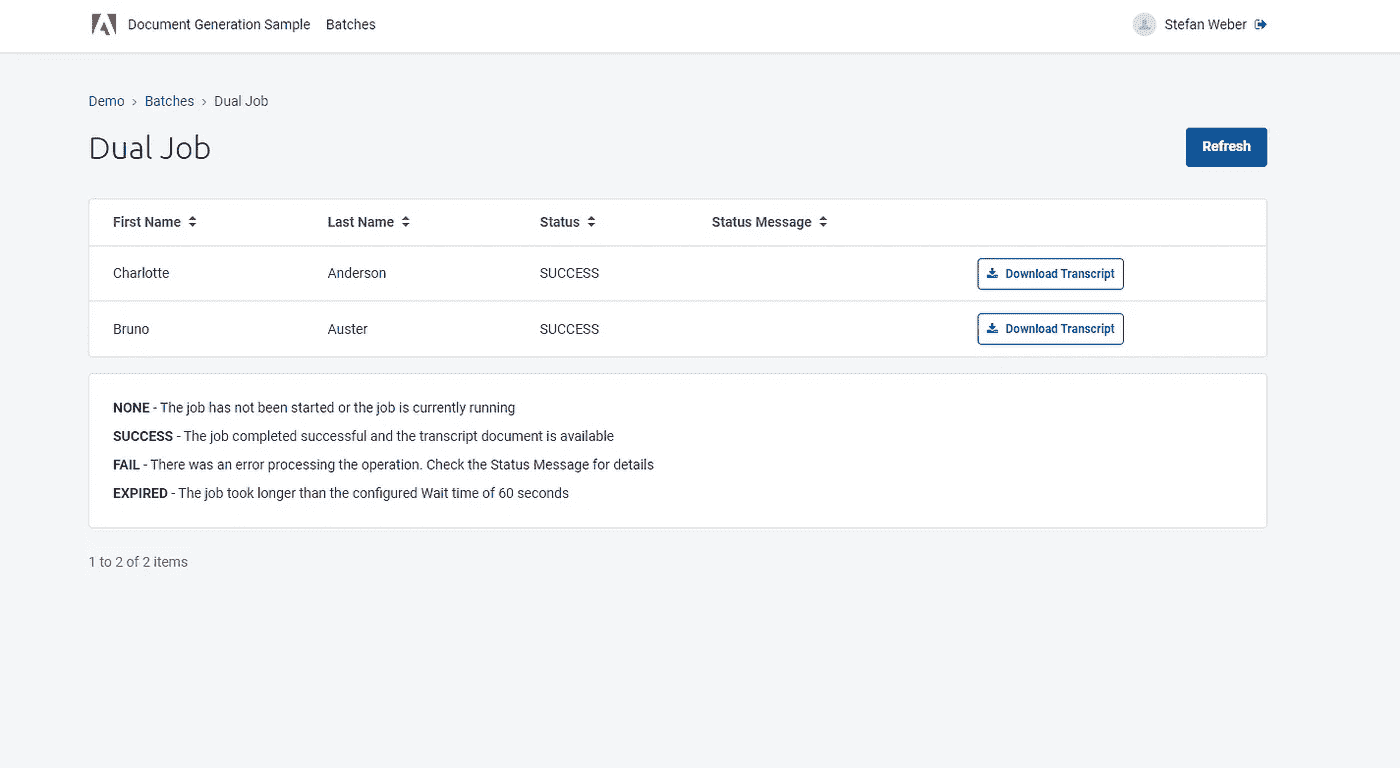 Document Generation Sample Batches Stefan Weber
Demo > Batches > Dual Job
Dual Job Refresh
First Name Last Name Status Status Message
Charlotte Anderson SUCCESS Download Transcript
Bruno Auster SUCCESS Download Transcript
NONE - The job has not been started or the job is currently running
SUCCESS - The job completed successful and the transcript document is available
FAIL - There was an error processing the operation. Check the Status Message for details
EXPIRED - The job took longer than the configured Wait time of 60 seconds
1 to 2 of 2 items